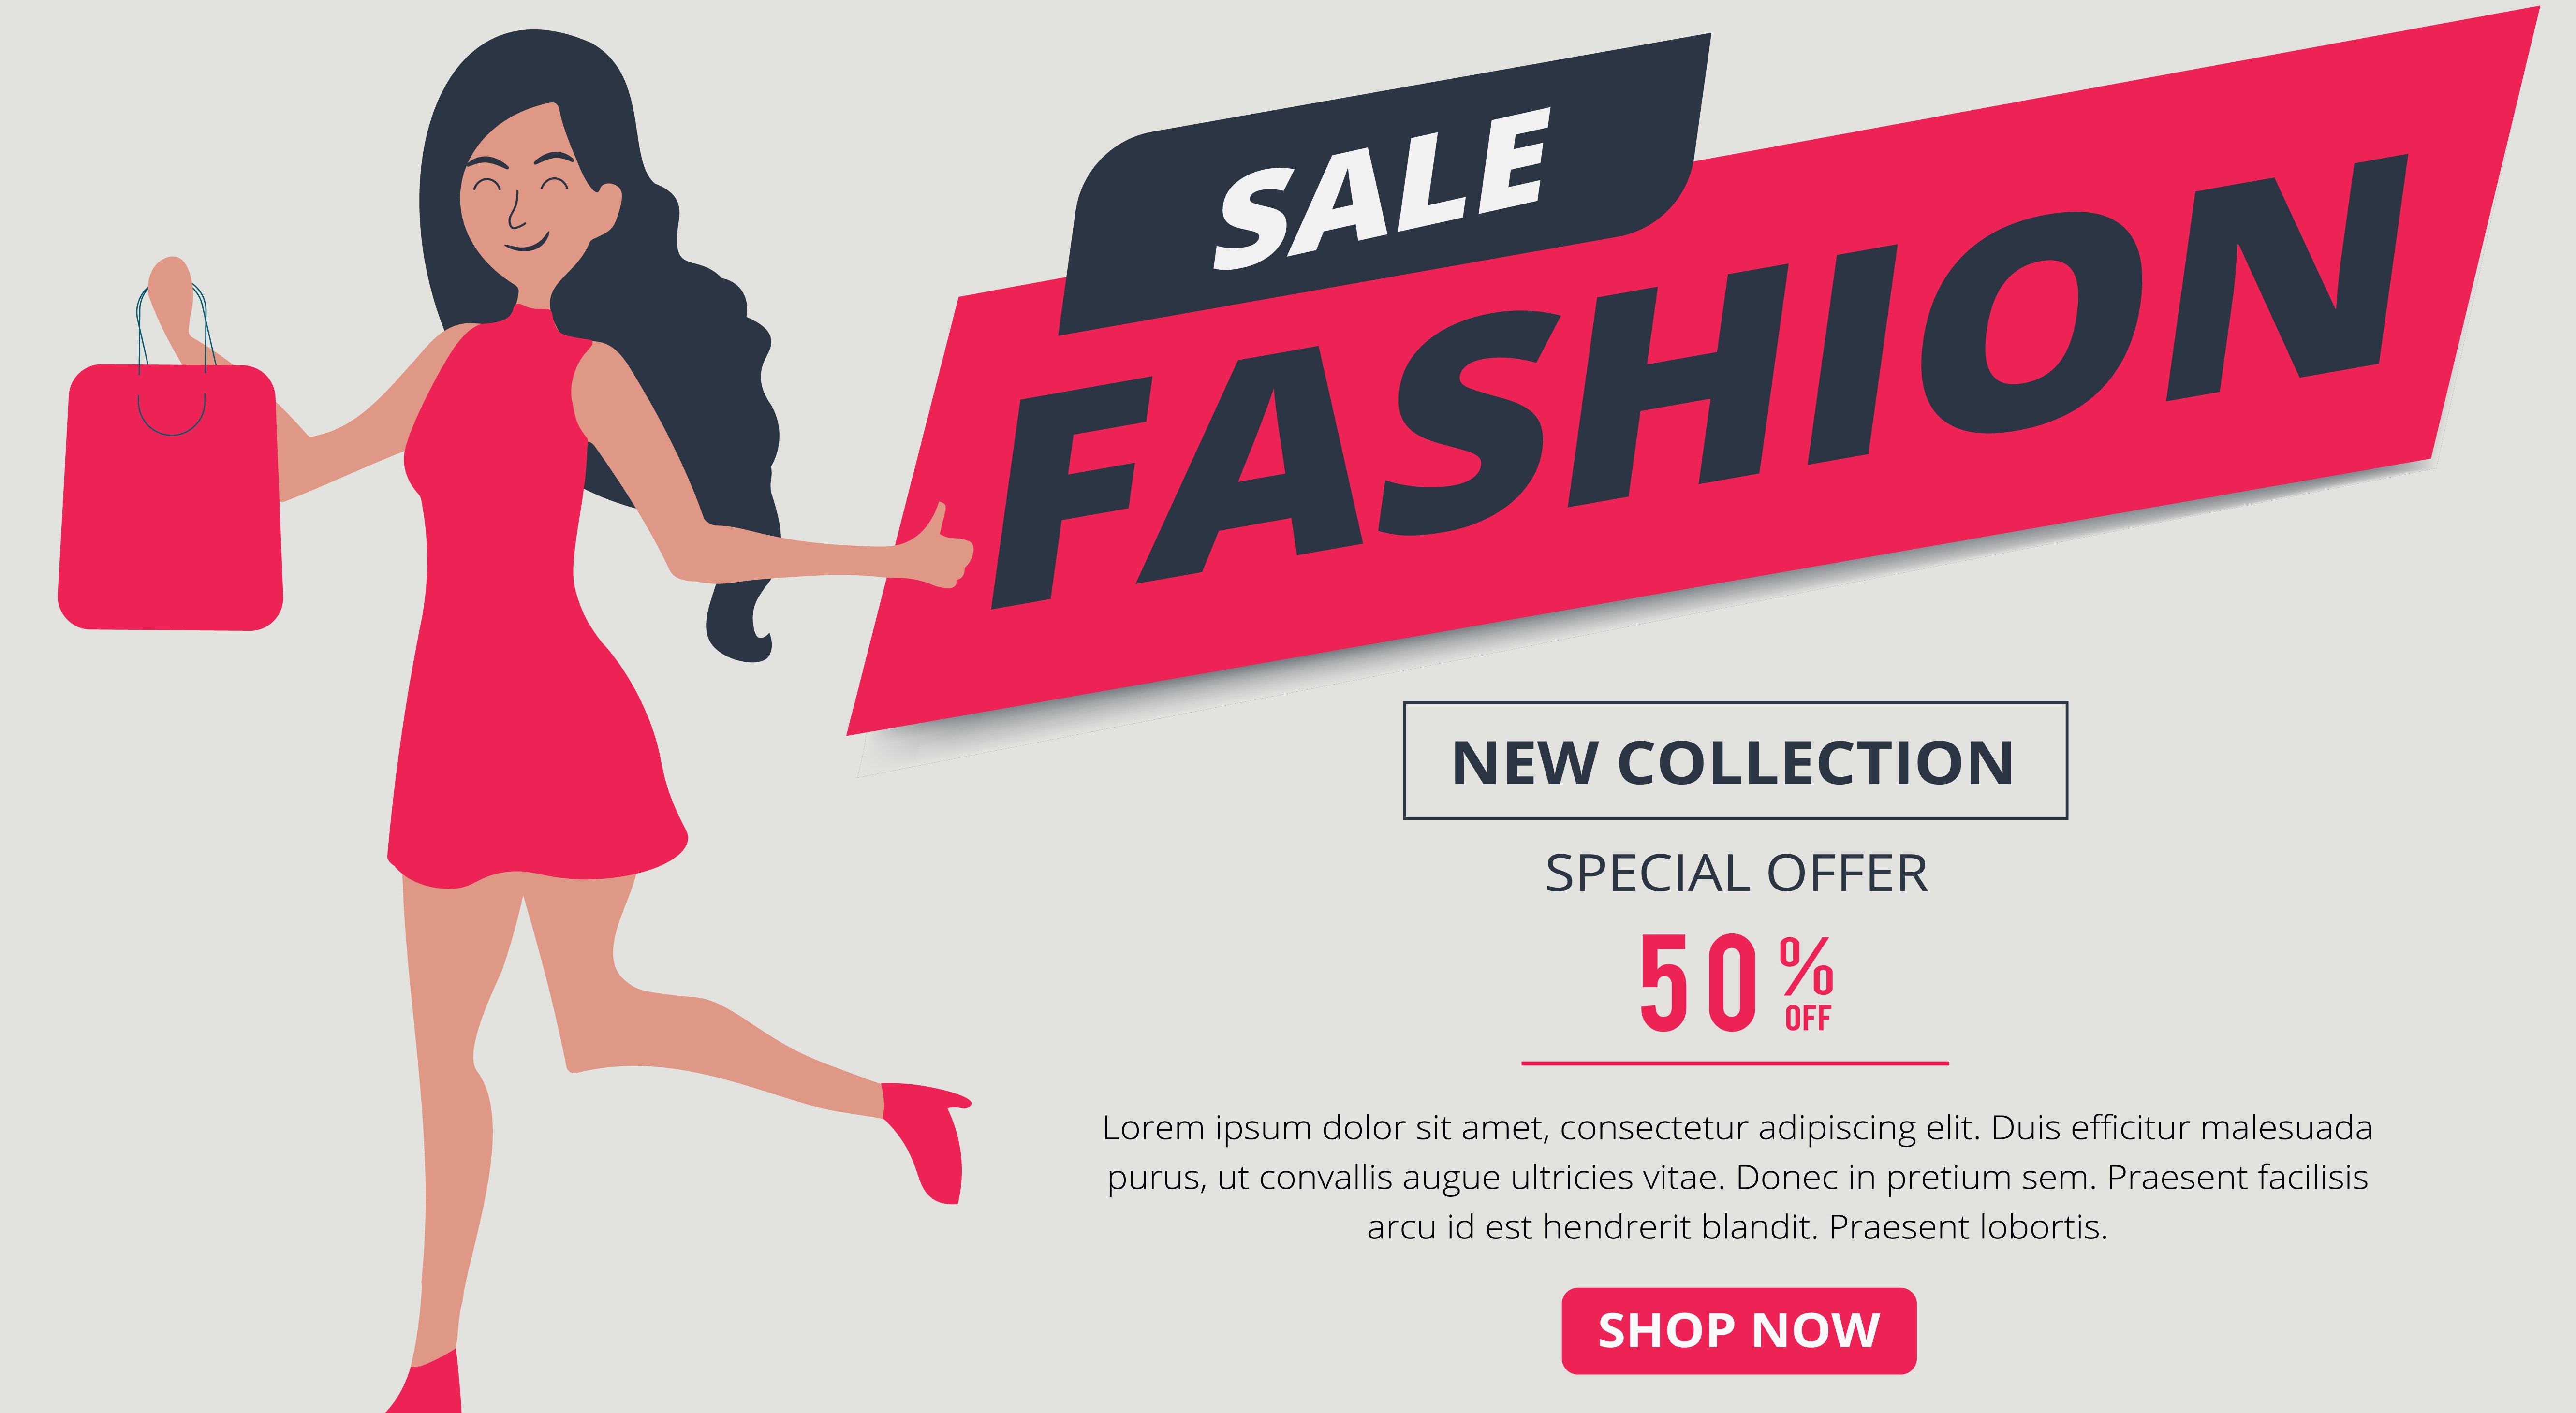 SALE
FASHION
NEW COLLECTION
SPECIAL OFFER
50%
OFF
Lorem ipsum dolor sit amet, consectetur adipiscing elit. Duis efficitur malesuada
purus, ut convallis augue ultricies vitae. Donec in pretium sem. Praesent facilisis
arcu id est hendrerit blandit. Praesent lobortis.
SHOP NOW